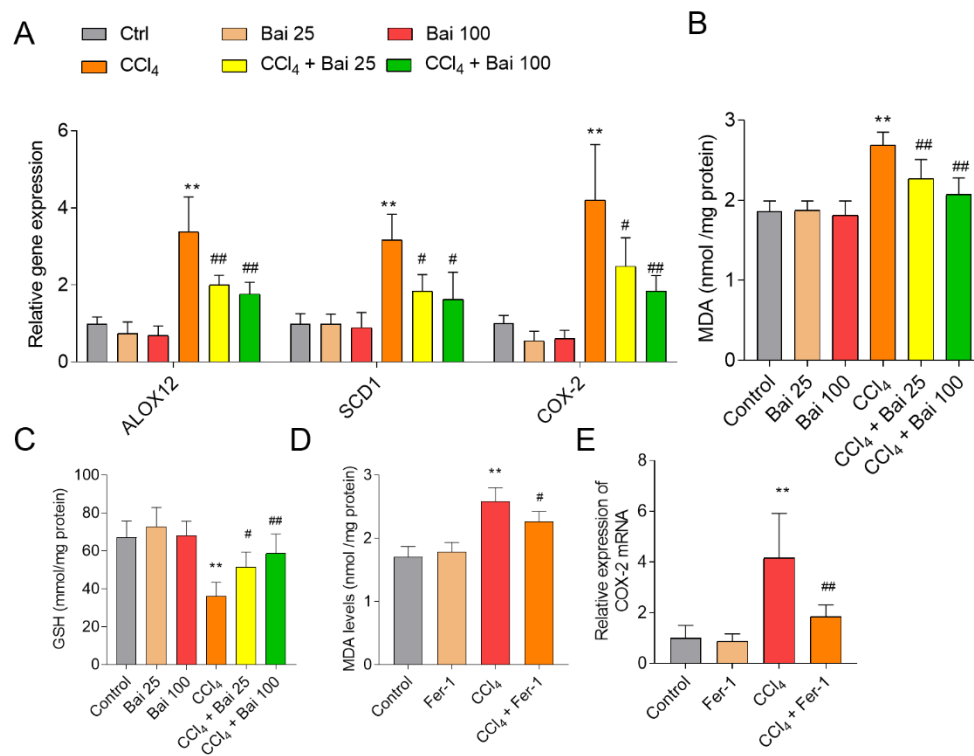 A
Ctrl
Bai 25
Bai 100
CCl₄
CCl₄ + Bai 25
CCl₄ + Bai 100
Relative gene expression
6
4
2
0
**
##
##
**
#
#
**
#
##
ALOX12
SCD1
COX-2
B
MDA (nmol /mg protein)
3
2
1
0
**
##
##
Control
Bai 25
Bai 100
CCl₄
CCl₄ + Bai 25
CCl₄ + Bai 100
C
GSH (mmol/mg protein)
100
80
60
40
20
0
**
#
##
Control
Bai 25
Bai 100
CCl₄
CCl₄ + Bai 25
CCl₄ + Bai 100
D
MDA levels (nmol /mg protein)
3
2
1
0
**
#
Control
Fer-1
CCl₄
CCl₄ + Fer-1
E
Relative expression of
COX-2 mRNA
8
6
4
2
0
**
##
Control
Fer-1
CCl₄
CCl₄ + Fer-1